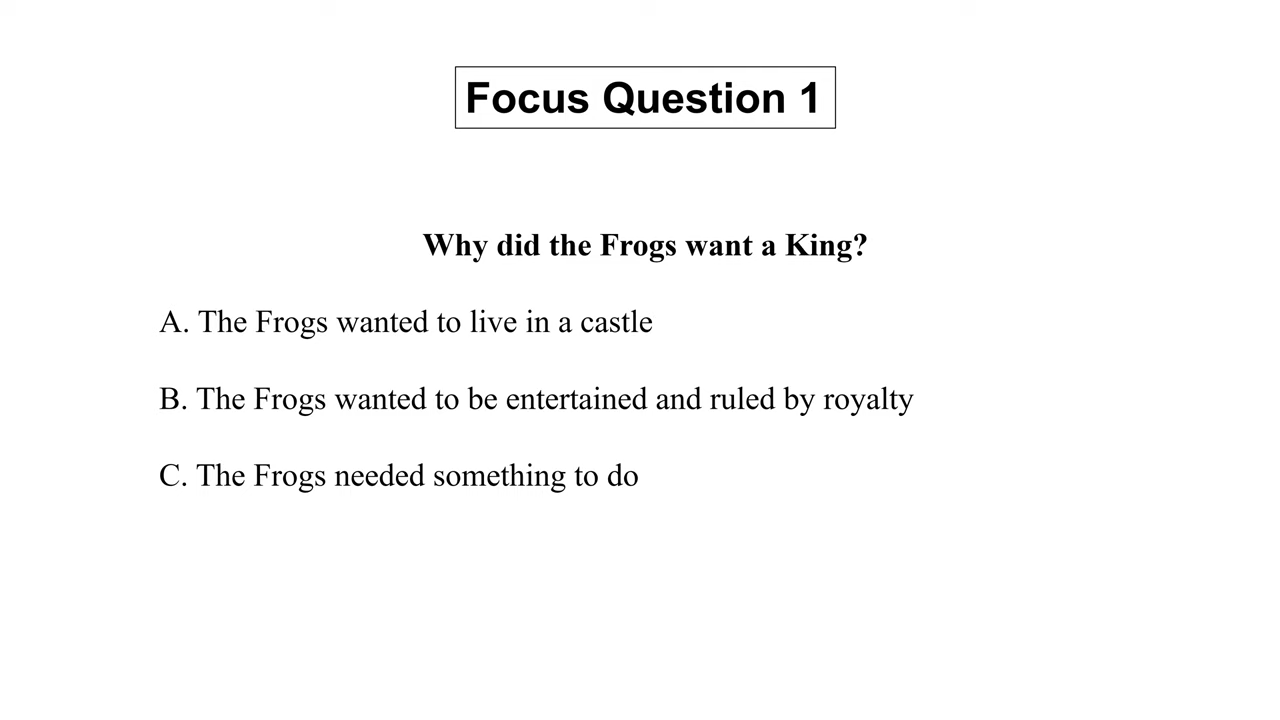 Focus Question 1
Why did the Frogs want a King?
A. The Frogs wanted to live in a castle
B. The Frogs wanted to be entertained and ruled by royalty
C. The Frogs needed something to do